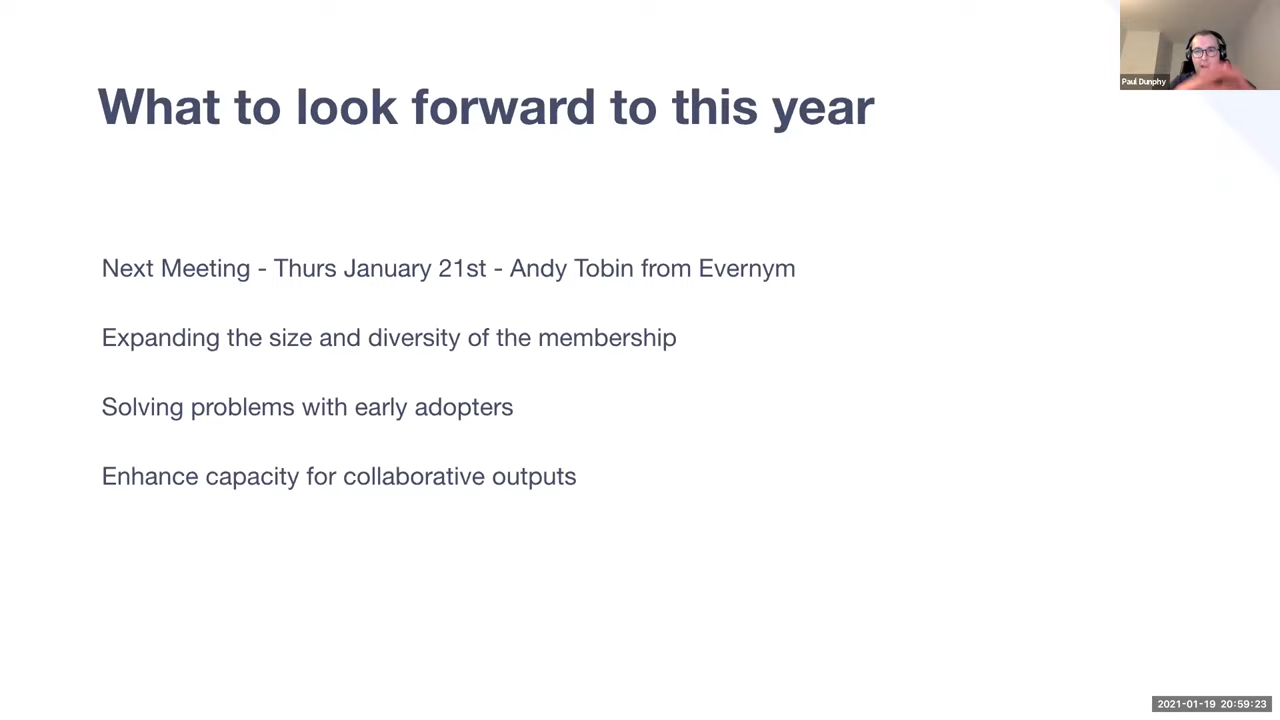 Paul Dunphy
What to look forward to this year
Next Meeting - Thurs January 21st - Andy Tobin from Evernym
Expanding the size and diversity of the membership
Solving problems with early adopters
Enhance capacity for collaborative outputs
2021-01-19 20:59:23